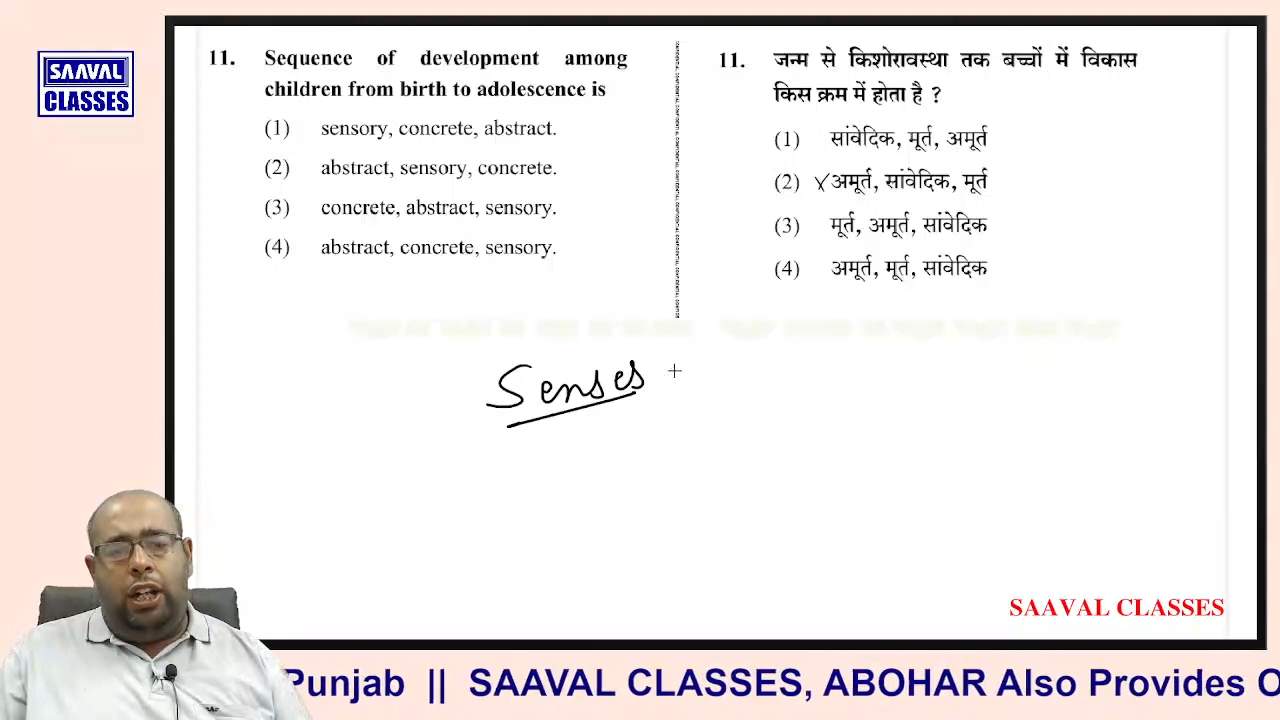 SAAVAL
CLASSES
11. Sequence of development among
children from birth to adolescence is
(1) sensory, concrete, abstract.
(2) abstract, sensory, concrete.
(3) concrete, abstract, sensory.
(4) abstract, concrete, sensory.
11. जन्म से किशोरावस्था तक बच्चों में विकास
किस क्रम में होता है ?
(1) सांवेदिक, मूर्त, अमूर्त
(2) अमूर्त, सांवेदिक, मूर्त
(3) मूर्त, अमूर्त, सांवेदिक
(4) अमूर्त, मूर्त, सांवेदिक
Senses
SAAVAL CLASSES
Punjab || SAAVAL CLASSES, ABOHAR Also Provides O